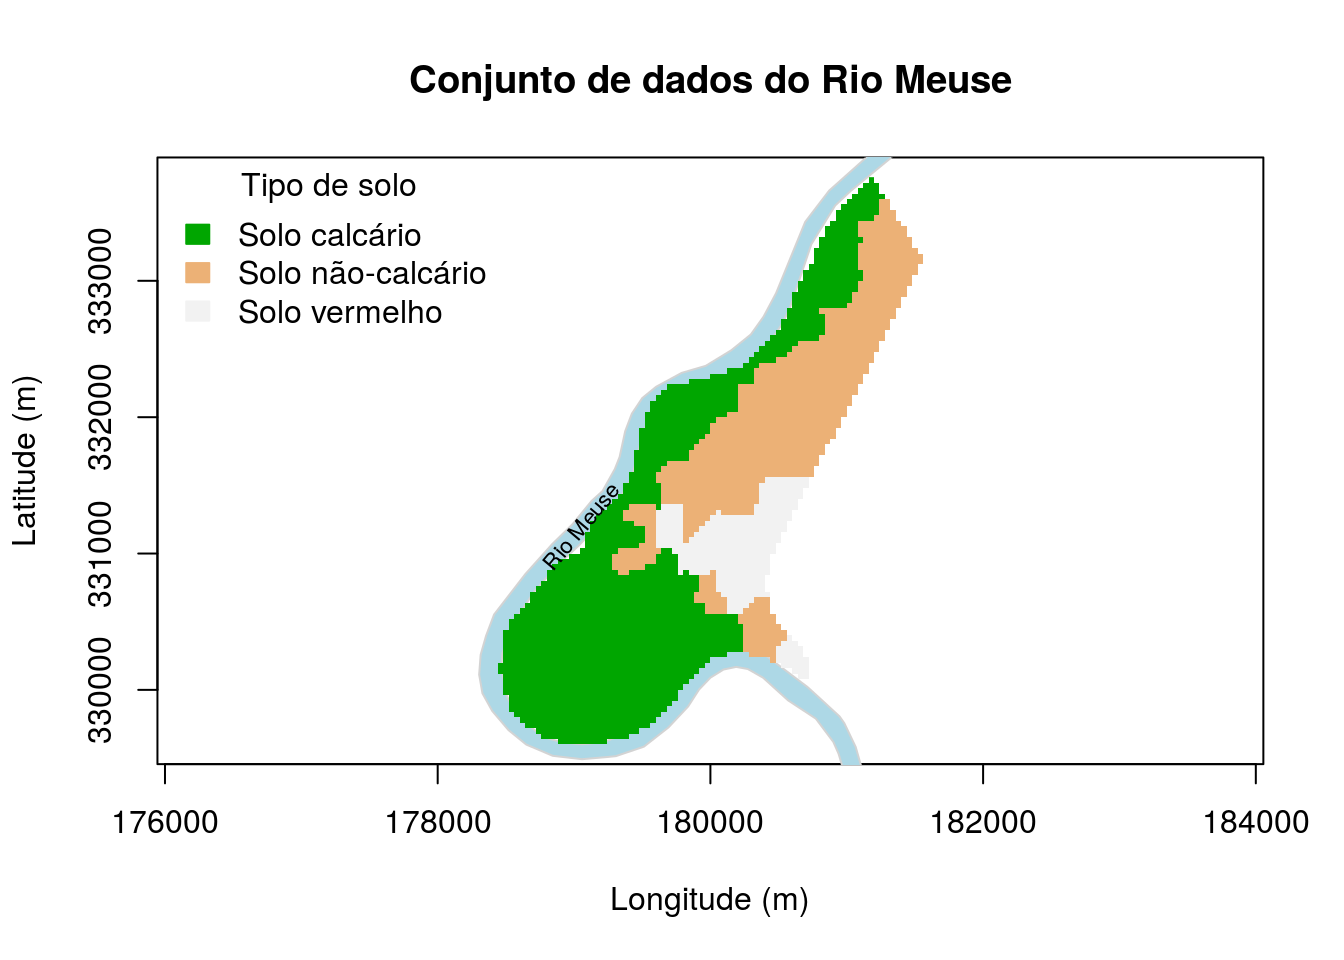 Conjunto de dados do Rio Meuse
Tipo de solo
Solo calcário
Solo não-calcário
Solo vermelho
Rio Meuse
Latitude (m)
333000
332000
331000
330000
176000 178000 180000 182000 184000
Longitude (m)